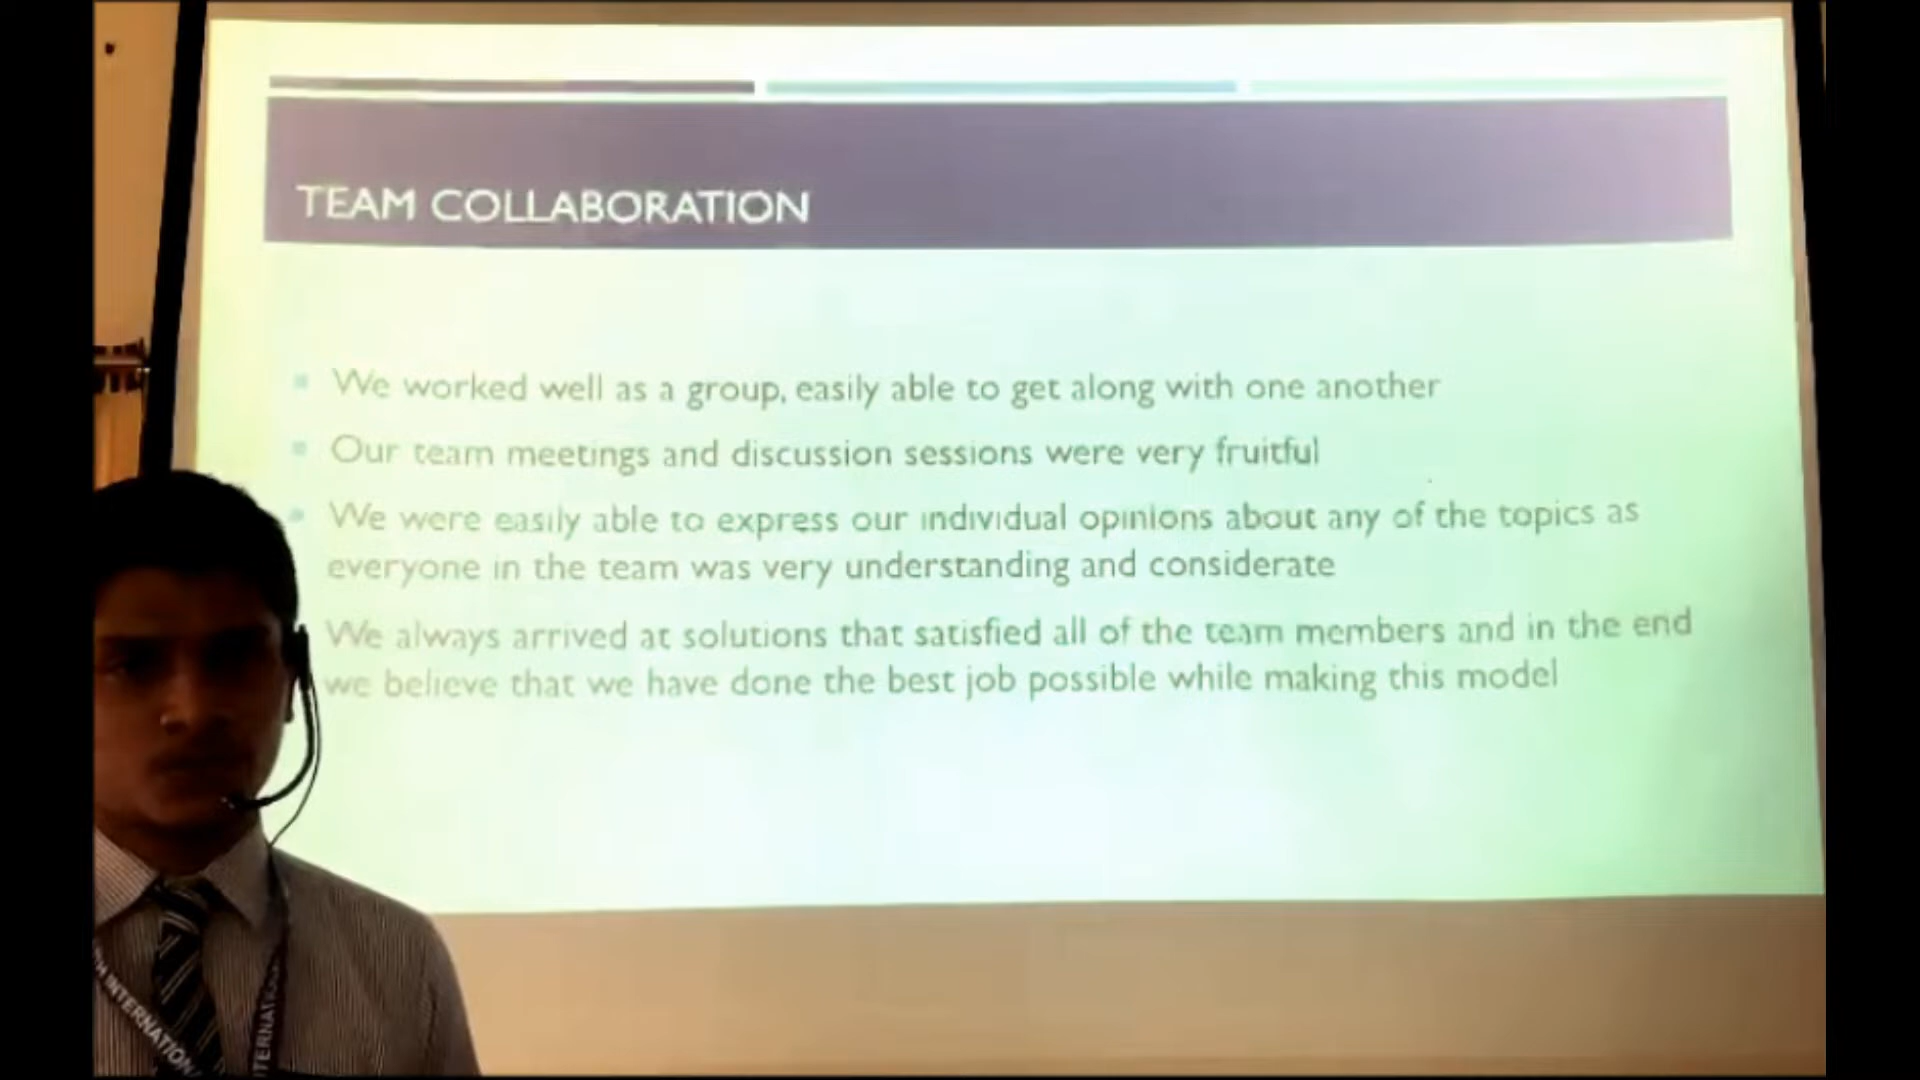 TEAM COLLABORATION
We worked well as a group, easily able to get along with one another
Our team meetings and discussion sessions were very fruitful
We were easily able to express our individual opinions about any of the topics as
everyone in the team was very understanding and considerate
We always arrived at solutions that satisfied all of the team members and in the end
we believe that we have done the best job possible while making this model
INTERNATION